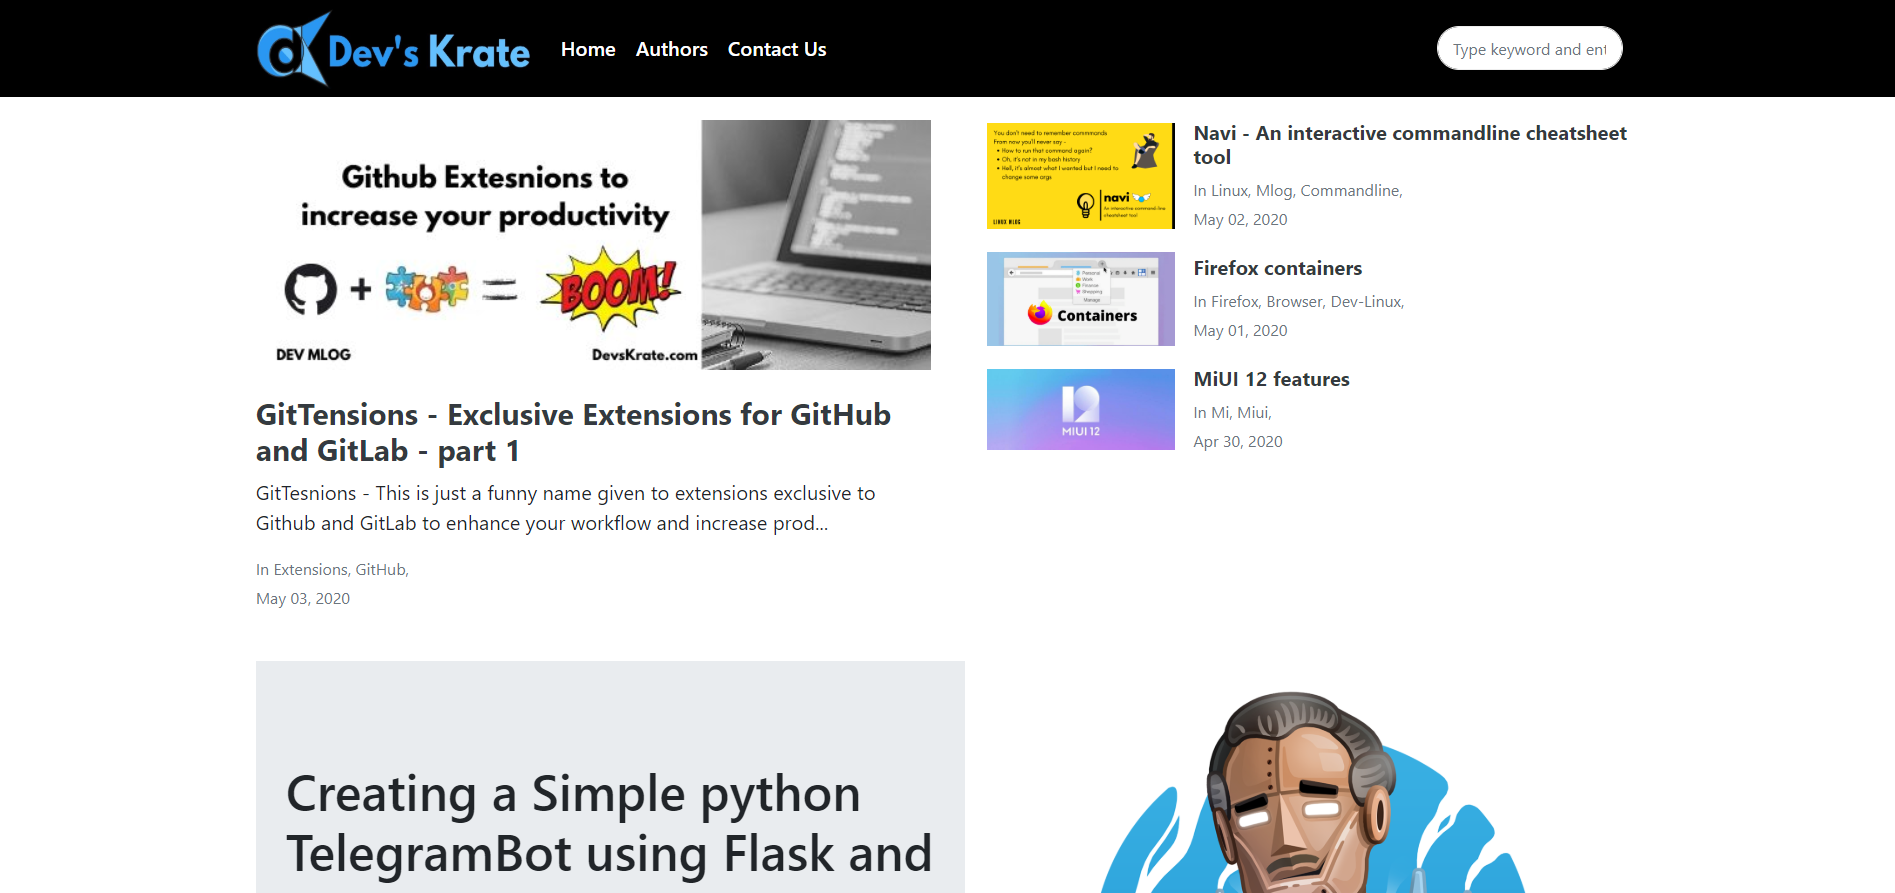 Dev's Krate
Home Authors Contact Us
Type keyword and ent
Github Extesnions to
increase your productivity
+ =
BOOM!
DEV MLOG
DevsKrate.com
GitTensions - Exclusive Extensions for GitHub
and GitLab - part 1
GitTesnions - This is just a funny name given to extensions exclusive to
Github and GitLab to enhance your workflow and increase prod...
In Extensions, GitHub,
May 03, 2020
You don't need to remember commmands
From now you'll never say -
• How to run that command again?
• Oh, it's not in my bash history
• Hell, it's almost what I wanted but I need to
change some args
navi
An interactive command-line
cheatsheet tool
LINUX MLOG
Navi - An interactive commandline cheatsheet
tool
In Linux, Mlog, Commandline,
May 02, 2020
Personal
Work
Finance
Shopping
Manage
Containers
Firefox containers
In Firefox, Browser, Dev-Linux,
May 01, 2020
12
MIUI 12
MiUI 12 features
In Mi, Miui,
Apr 30, 2020
Creating a Simple python
TelegramBot using Flask and